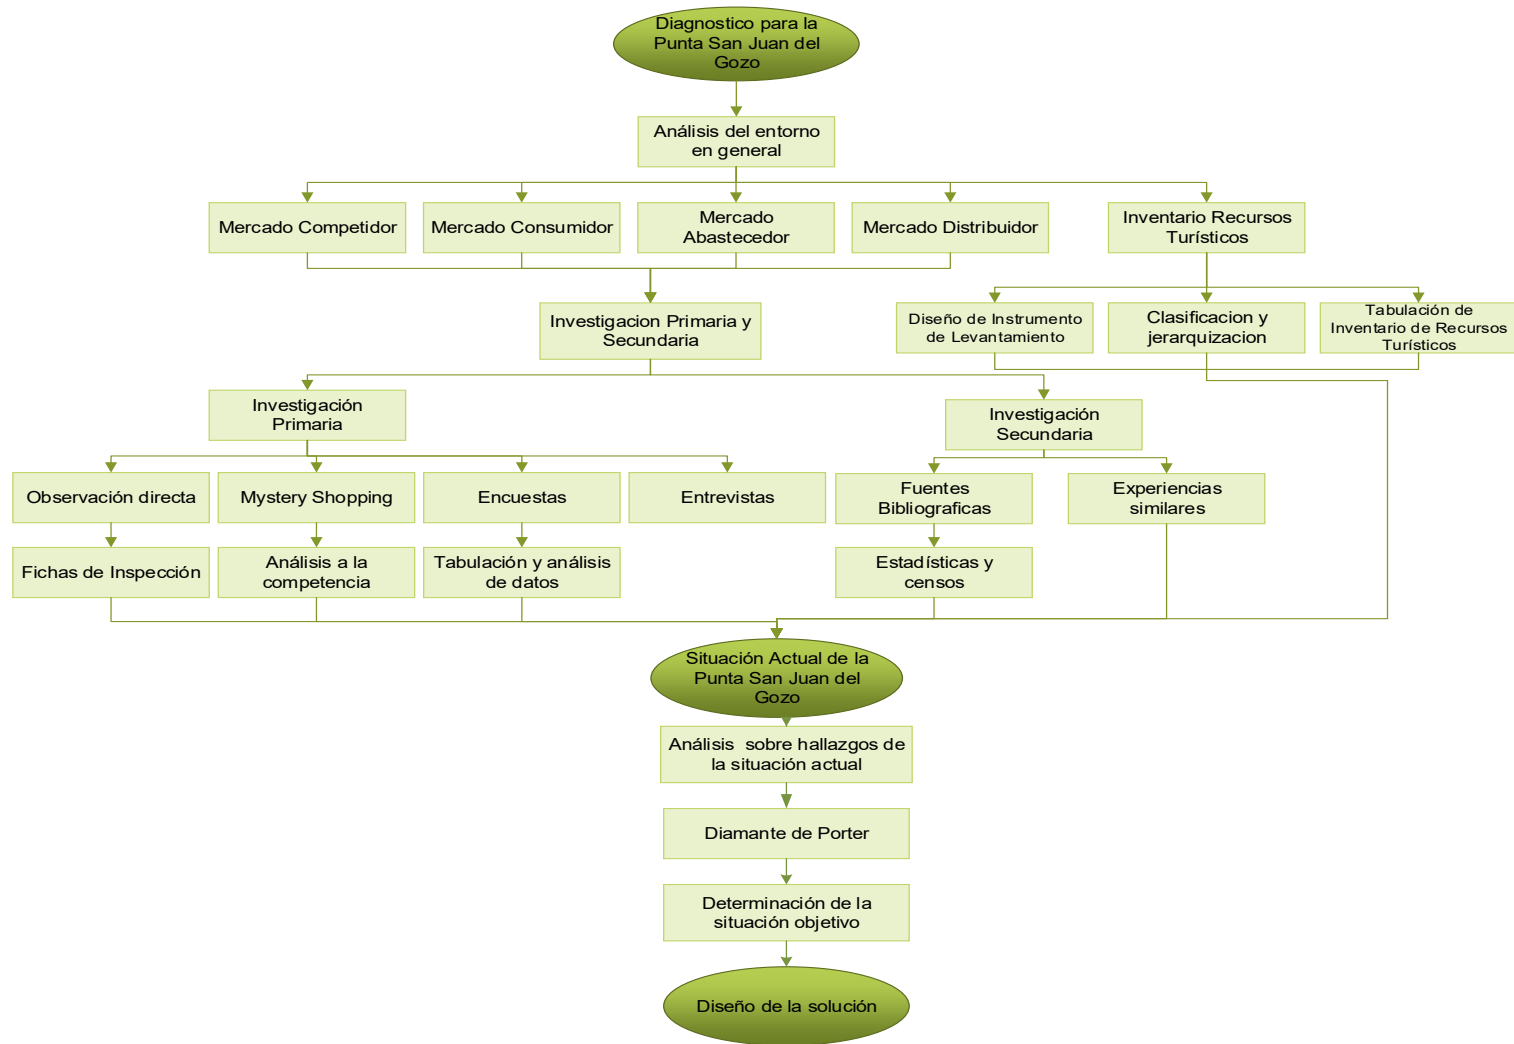 Diagnostico para la
Punta San Juan del
Gozo
Análisis del entorno
en general
Mercado Competidor
Mercado Consumidor
Mercado
Abastecedor
Mercado Distribuidor
Inventario Recursos
Turísticos
Investigacion Primaria y
Secundaria
Diseño de Instrumento
de Levantamiento
Clasificacion y
jerarquizacion
Tabulación de
Inventario de Recursos
Turísticos
Investigación
Primaria
Investigación
Secundaria
Observación directa
Mystery Shopping
Encuestas
Entrevistas
Fuentes
Bibliograficas
Experiencias
similares
Fichas de Inspección
Análisis a la
competencia
Tabulación y análisis
de datos
Estadísticas y
censos
Situación Actual de la
Punta San Juan del
Gozo
Análisis sobre hallazgos de
la situación actual
Diamante de Porter
Determinación de la
situación objetivo
Diseño de la solución